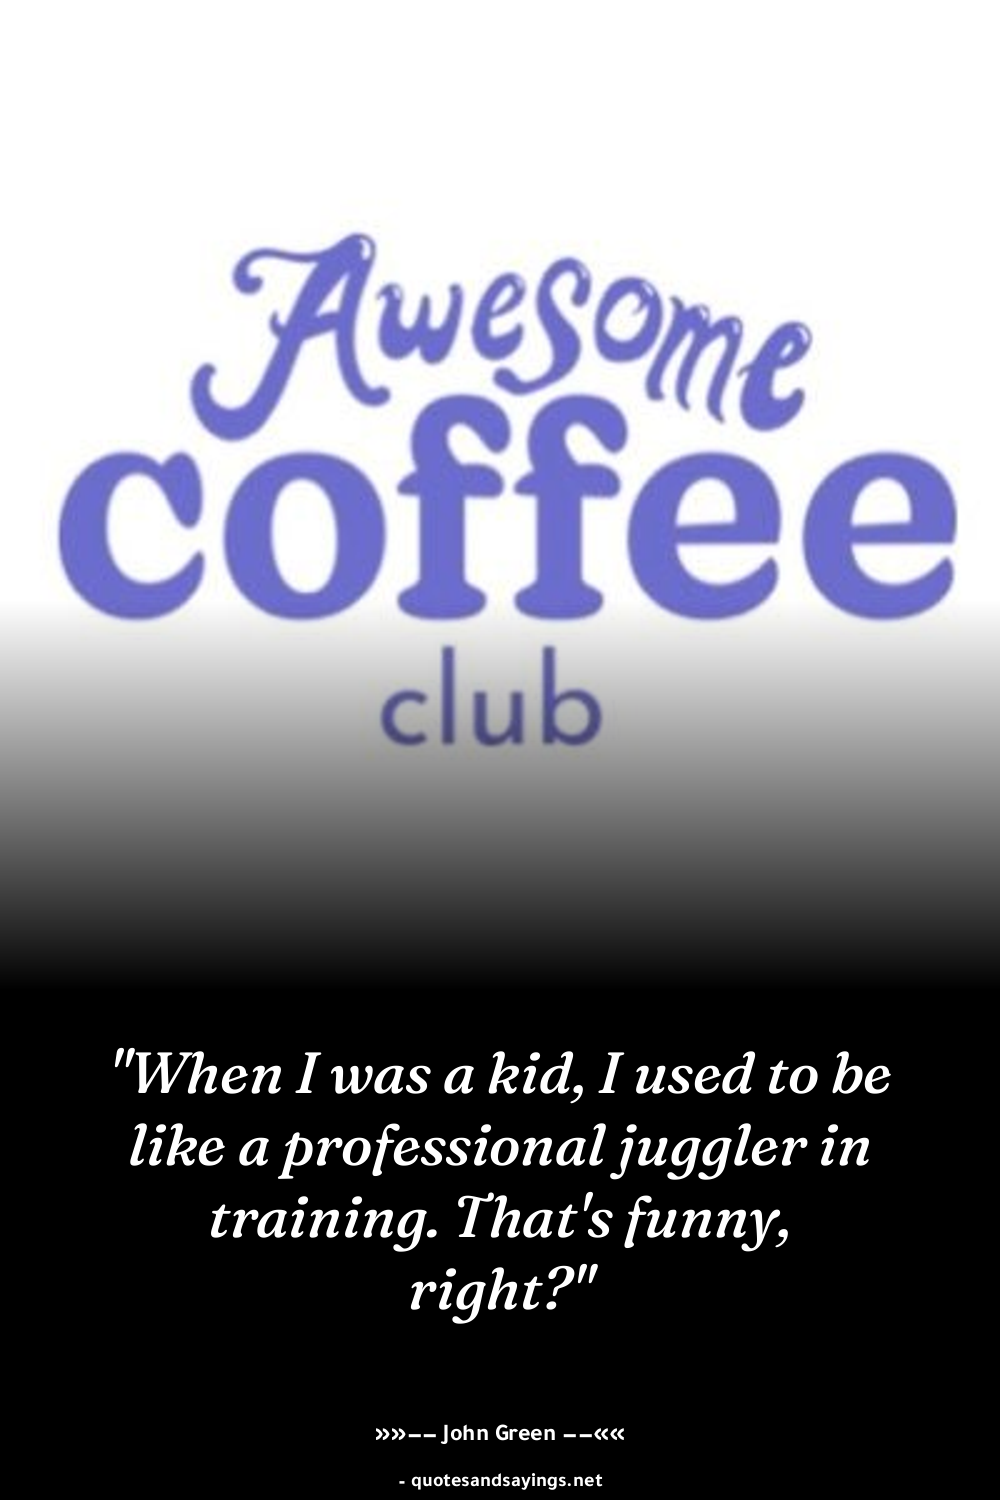 Awesome
coffee
club
"When I was a kid, I used to be
like a professional juggler in
training. That's funny,
right?"
»»−− John Green −−««
- quotesandsayings.net